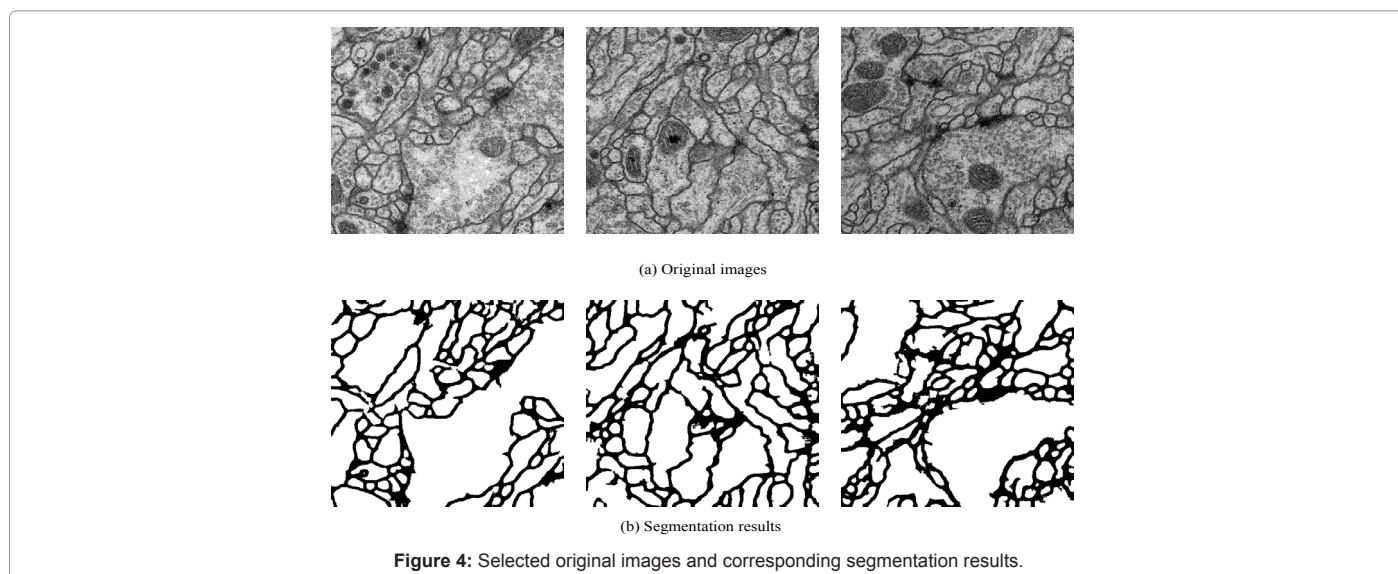 (a) Original images
(b) Segmentation results
Figure 4: Selected original images and corresponding segmentation results.